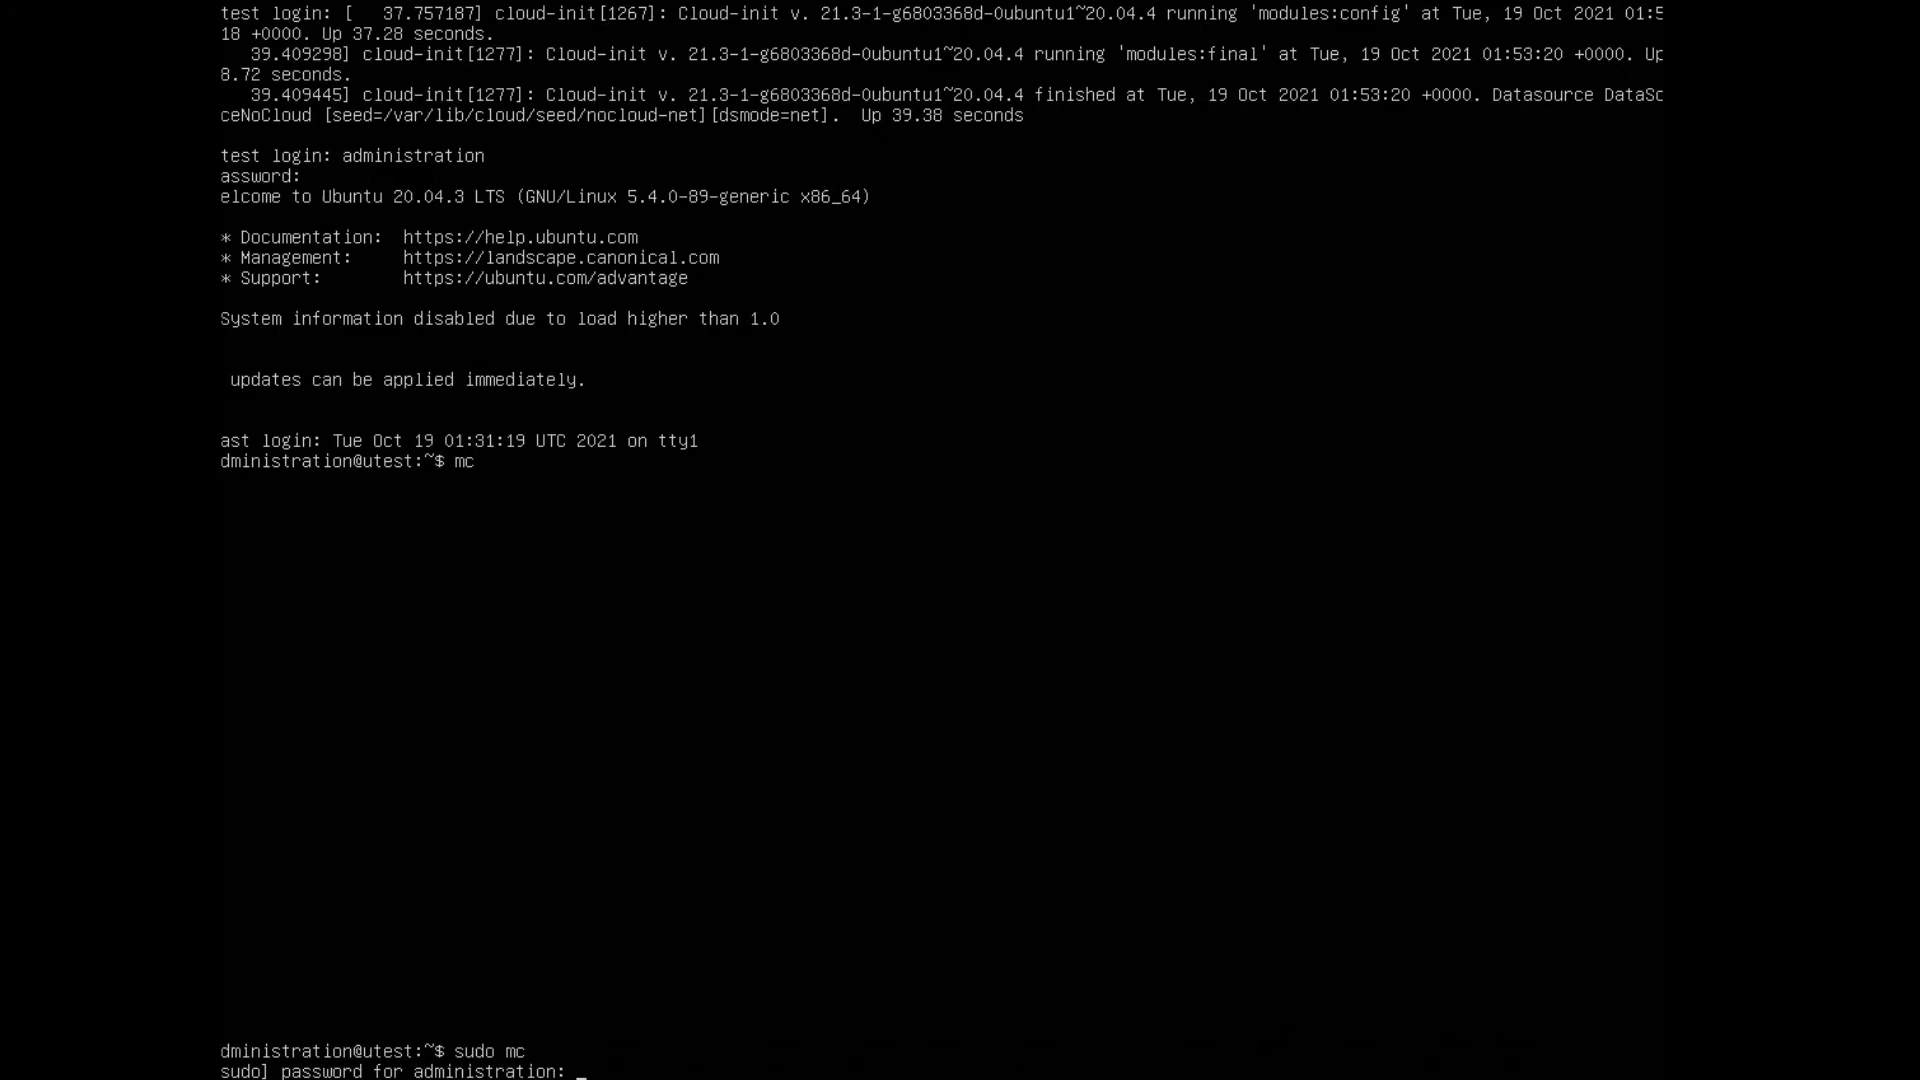 test login: [   37.757187] cloud-init[1267]: Cloud-init v. 21.3-1-g6803368d-0ubuntu1~20.04.4 running 'modules:config' at Tue, 19 Oct 2021 01:5
18 +0000. Up 37.28 seconds.
   39.409298] cloud-init[1277]: Cloud-init v. 21.3-1-g6803368d-0ubuntu1~20.04.4 running 'modules:final' at Tue, 19 Oct 2021 01:53:20 +0000. Up
8.72 seconds.
   39.409445] cloud-init[1277]: Cloud-init v. 21.3-1-g6803368d-0ubuntu1~20.04.4 finished at Tue, 19 Oct 2021 01:53:20 +0000. Datasource DataSc
ceNoCloud [seed=/var/lib/cloud/seed/nocloud-net][dsmode=net].  Up 39.38 seconds
test login: administration
assword:
elcome to Ubuntu 20.04.3 LTS (GNU/Linux 5.4.0-89-generic x86_64)
* Documentation:  https://help.ubuntu.com
* Management:     https://landscape.canonical.com
* Support:        https://ubuntu.com/advantage
System information disabled due to load higher than 1.0
updates can be applied immediately.
ast login: Tue Oct 19 01:31:19 UTC 2021 on tty1
dministration@utest:~$ mc
dministration@utest:~$ sudo mc
sudo] password for administration: _